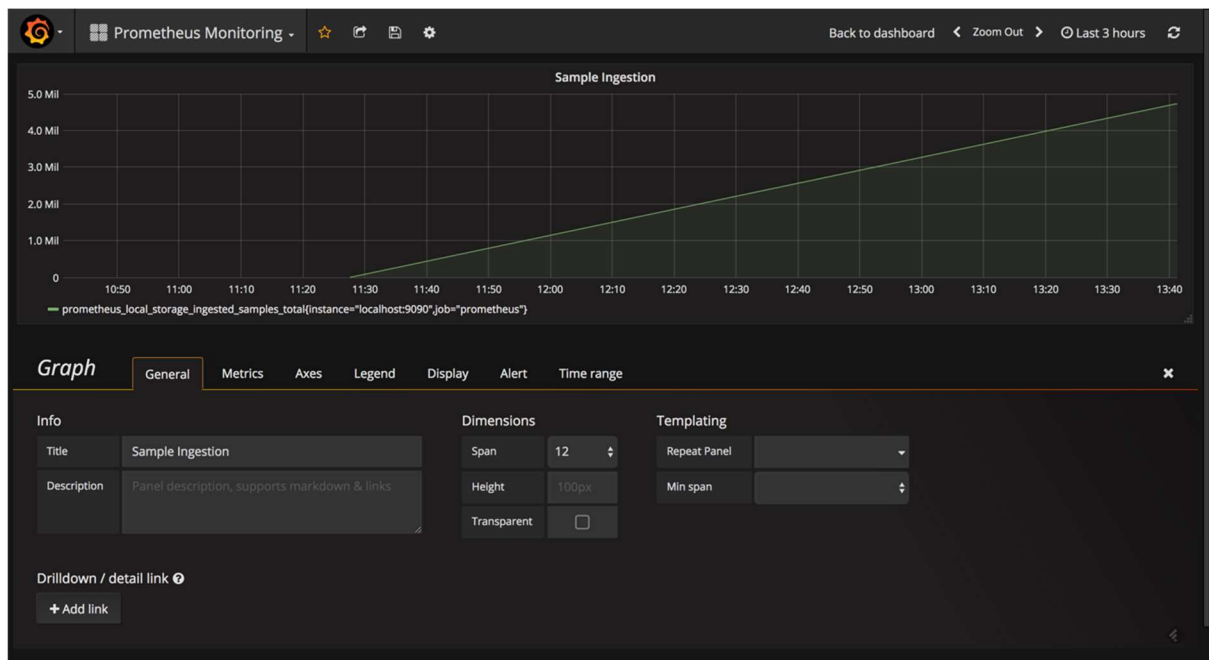 Prometheus Monitoring
Back to dashboard Zoom Out Last 3 hours
Sample Ingestion
5.0 Mil
4.0 Mil
3.0 Mil
2.0 Mil
1.0 Mil
0
10:50 11:00 11:10 11:20 11:30 11:40 11:50 12:00 12:10 12:20 12:30 12:40 12:50 13:00 13:10 13:20 13:30 13:40
prometheus_local_storage_ingested_samples_total{instance="localhost:9090",job="prometheus"}
Graph General Metrics Axes Legend Display Alert Time range
Info Dimensions Templating
Title Sample Ingestion Span 12 Repeat Panel
Description Panel description, supports markdown & links Height 100px Min span
Transparent
Drilldown / detail link
+ Add link